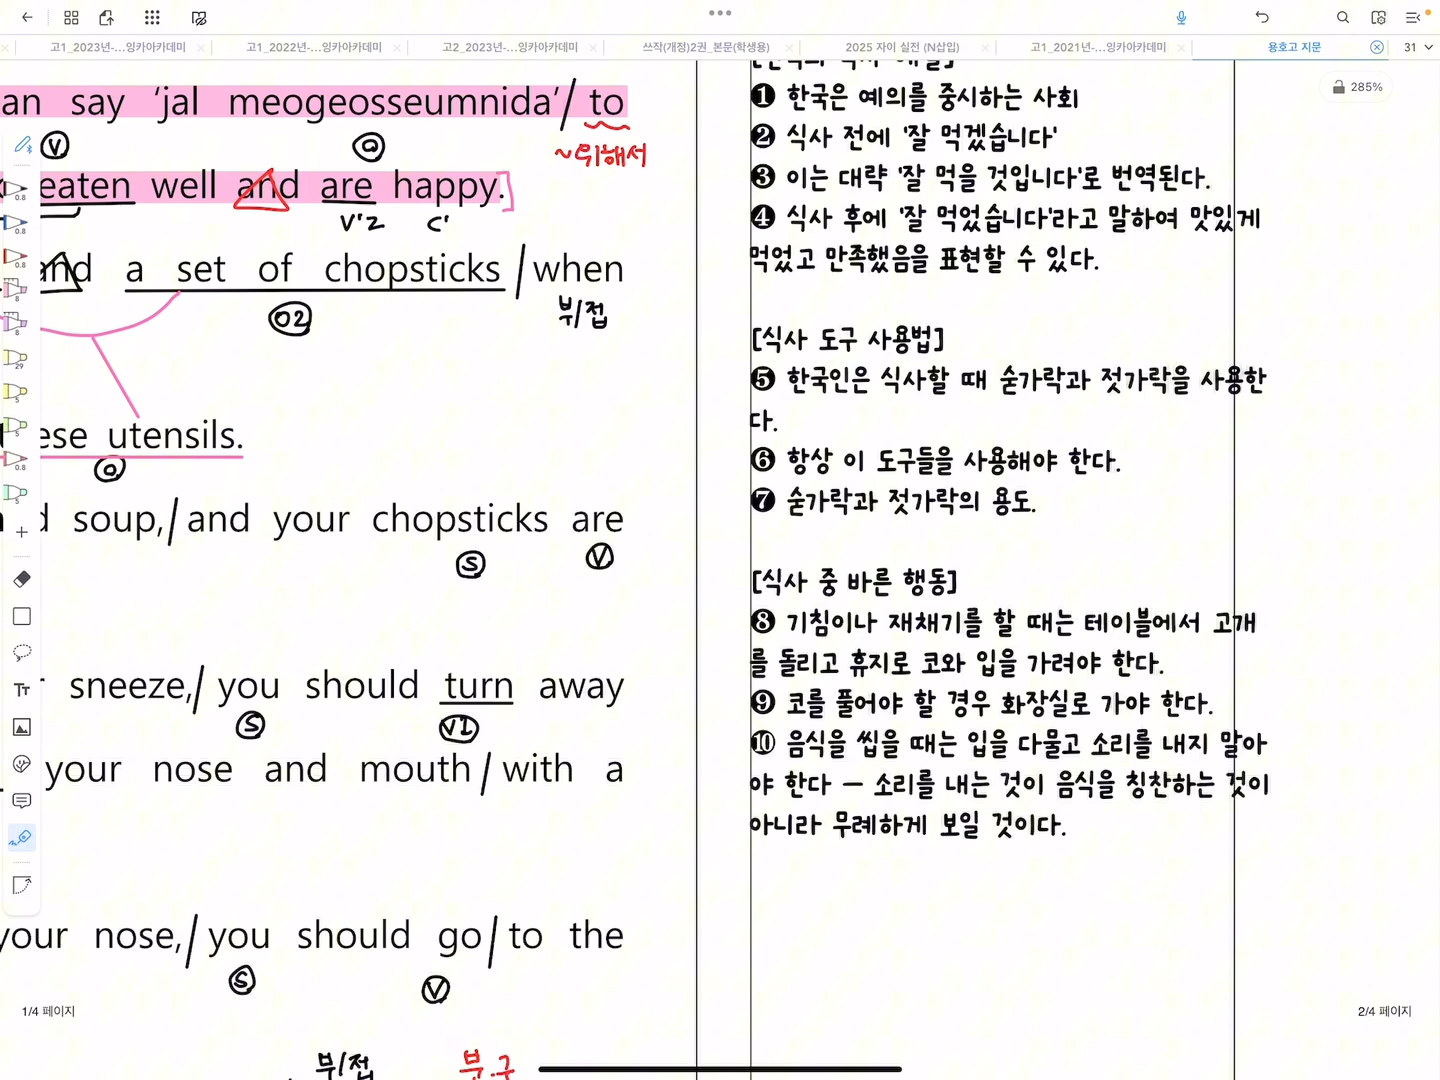 고1_2023년-...잉카아카데미
고1_2022년-...잉카아카데미
고2_2023년-...잉카아카데미
쓰작(개정)2권_본문(학생용)
2025 자이 실전 (N삽입)
고1_2021년-...잉카아카데미
용호고 지문
31
285%
an say ‘jal meogeosseumnida’/ to
V O ~위해서
eaten well and are happy.]
V'2 C'
and a set of chopsticks / when
O2 부/접
ese utensils.
O
d soup, / and your chopsticks are
S V
sneeze, / you should turn away
S V1
your nose and mouth / with a
your nose, / you should go / to the
S V
부/접 분.구
1/4 페이지
❶ 한국은 예의를 중시하는 사회
❷ 식사 전에 '잘 먹겠습니다'
❸ 이는 대략 '잘 먹을 것입니다'로 번역된다.
❹ 식사 후에 '잘 먹었습니다'라고 말하여 맛있게
먹었고 만족했음을 표현할 수 있다.
[식사 도구 사용법]
❺ 한국인은 식사할 때 숟가락과 젓가락을 사용한
다.
❻ 항상 이 도구들을 사용해야 한다.
❼ 숟가락과 젓가락의 용도.
[식사 중 바른 행동]
❽ 기침이나 재채기를 할 때는 테이블에서 고개
를 돌리고 휴지로 코와 입을 가려야 한다.
❾ 코를 풀어야 할 경우 화장실로 가야 한다.
❿ 음식을 씹을 때는 입을 다물고 소리를 내지 말아
야 한다 — 소리를 내는 것이 음식을 칭찬하는 것이
아니라 무례하게 보일 것이다.
2/4 페이지